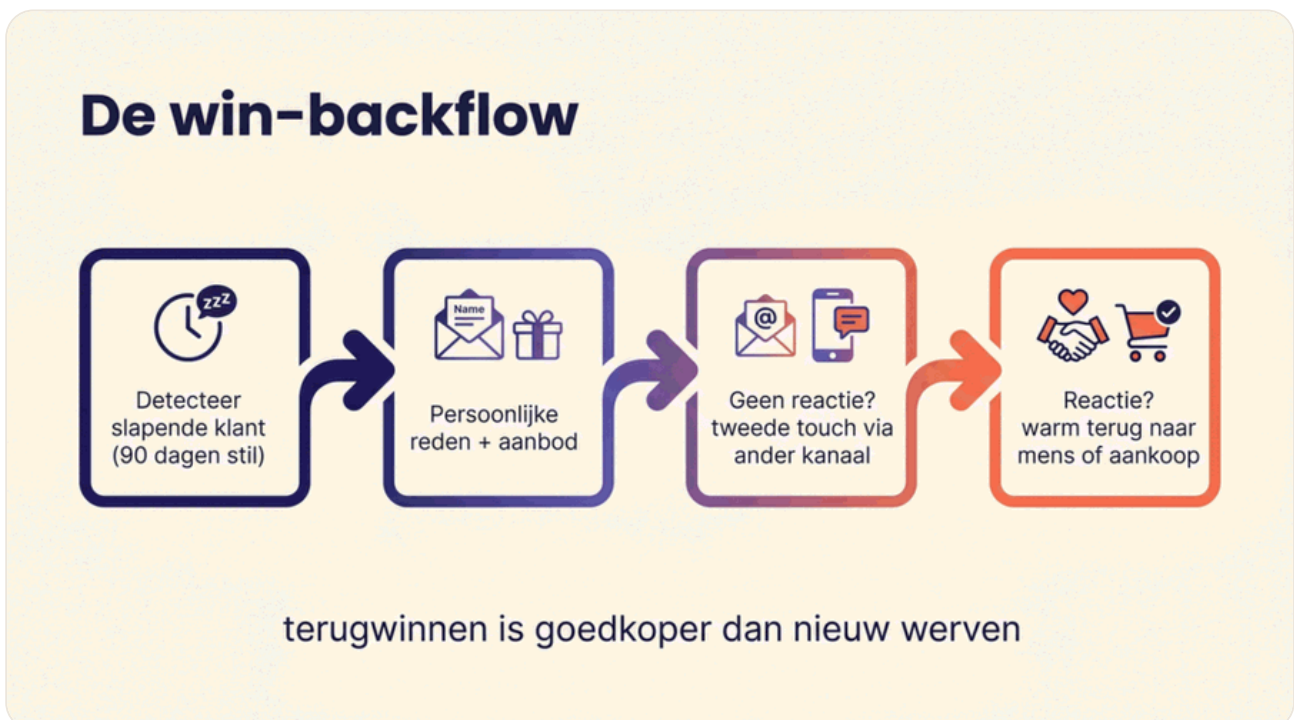 De win-backflow
zzz
Detecteer
slapende klant
(90 dagen stil)
Name
Persoonlijke
reden + aanbod
@
Geen reactie?
tweede touch via
ander kanaal
Reactie?
warm terug naar
mens of aankoop
terugwinnen is goedkoper dan nieuw werven